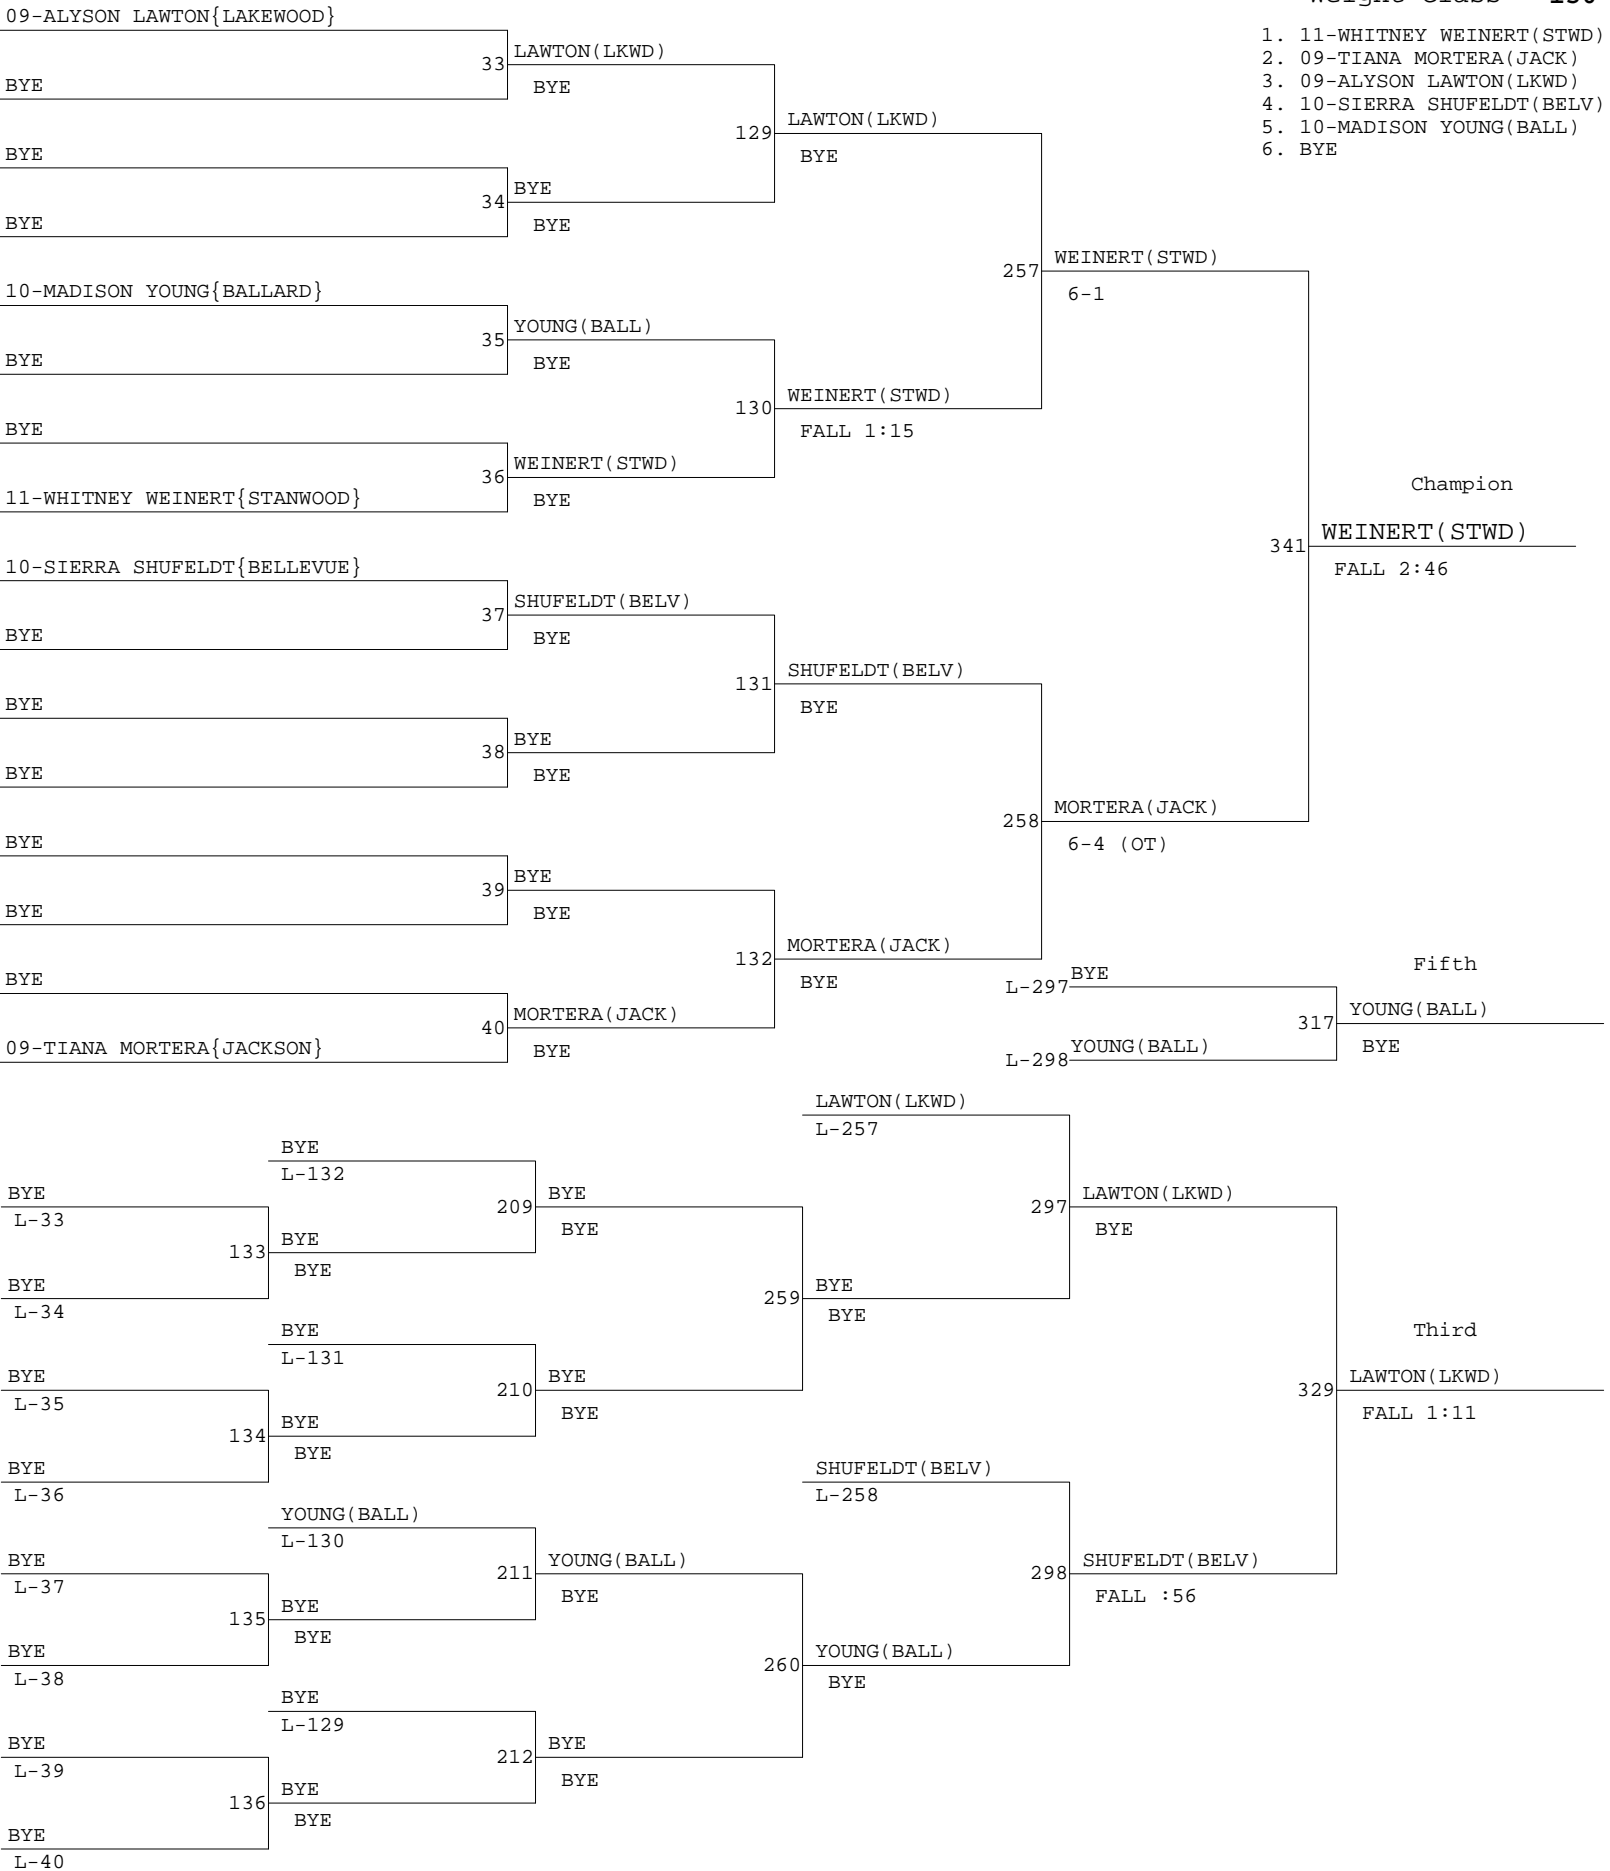 Weight Class 130
1. 11-WHITNEY WEINERT(STWD)
2. 09-TIANA MORTERA(JACK)
3. 09-ALYSON LAWTON(LKWD)
4. 10-SIERRA SHUFELDT(BELV)
5. 10-MADISON YOUNG(BALL)
6. BYE
09-ALYSON LAWTON{LAKEWOOD}
33
LAWTON(LKWD)
BYE
BYE
129
LAWTON(LKWD)
BYE
BYE
34
BYE
BYE
BYE
257
WEINERT(STWD)
6-1
10-MADISON YOUNG{BALLARD}
35
YOUNG(BALL)
BYE
BYE
130
WEINERT(STWD)
FALL 1:15
BYE
36
WEINERT(STWD)
BYE
11-WHITNEY WEINERT{STANWOOD}
Champion
341
WEINERT(STWD)
FALL 2:46
10-SIERRA SHUFELDT{BELLEVUE}
37
SHUFELDT(BELV)
BYE
BYE
131
SHUFELDT(BELV)
BYE
BYE
38
BYE
BYE
BYE
258
MORTERA(JACK)
6-4 (OT)
BYE
39
BYE
BYE
BYE
132
MORTERA(JACK)
BYE
BYE
40
MORTERA(JACK)
BYE
09-TIANA MORTERA{JACKSON}
Fifth
L-297
BYE
317
YOUNG(BALL)
BYE
L-298
YOUNG(BALL)
LAWTON(LKWD)
L-257
BYE
L-132
BYE
L-33
209
BYE
BYE
297
LAWTON(LKWD)
BYE
133
BYE
BYE
BYE
L-34
259
BYE
BYE
BYE
L-131
Third
BYE
L-35
210
BYE
BYE
329
LAWTON(LKWD)
FALL 1:11
134
BYE
BYE
BYE
L-36
SHUFELDT(BELV)
L-258
YOUNG(BALL)
L-130
BYE
L-37
211
YOUNG(BALL)
BYE
298
SHUFELDT(BELV)
FALL :56
135
BYE
BYE
BYE
L-38
260
YOUNG(BALL)
BYE
BYE
L-129
BYE
L-39
212
BYE
BYE
136
BYE
BYE
BYE
L-40